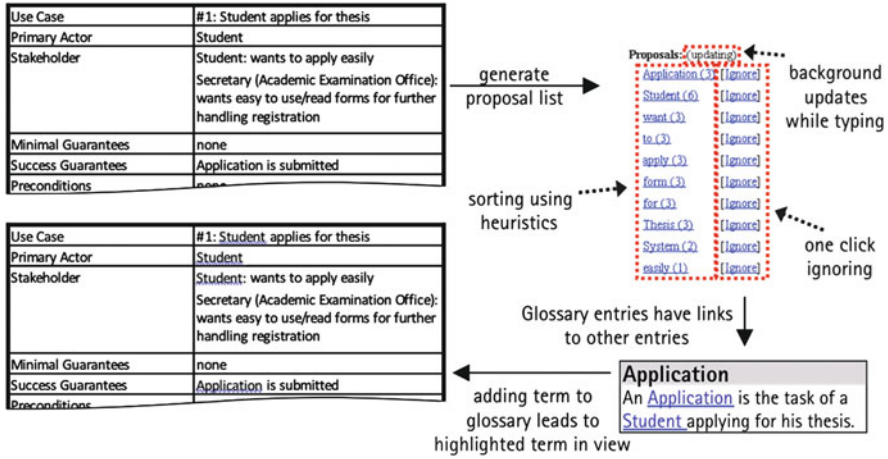 Use Case #1: Student applies for thesis
Primary Actor Student
Stakeholder Student: wants to apply easily
Secretary (Academic Examination Office):
wants easy to use/read forms for further
handling registration
Minimal Guarantees none
Success Guarantees Application is submitted
Preconditions none
generate
proposal list
Proposals: (updating)
Application (3) [Ignore]
Student (6) [Ignore]
want (3) [Ignore]
to (3) [Ignore]
apply (3) [Ignore]
form (3) [Ignore]
for (3) [Ignore]
Thesis (3) [Ignore]
System (2) [Ignore]
easily (1) [Ignore]
background
updates
while typing
sorting using
heuristics
one click
ignoring
Glossary entries have links
to other entries
Application
An Application is the task of a
Student applying for his thesis.
adding term to
glossary leads to
highlighted term in view
Use Case #1: Student applies for thesis
Primary Actor Student
Stakeholder Student: wants to apply easily
Secretary (Academic Examination Office):
wants easy to use/read forms for further
handling registration
Minimal Guarantees none
Success Guarantees Application is submitted
Preconditions